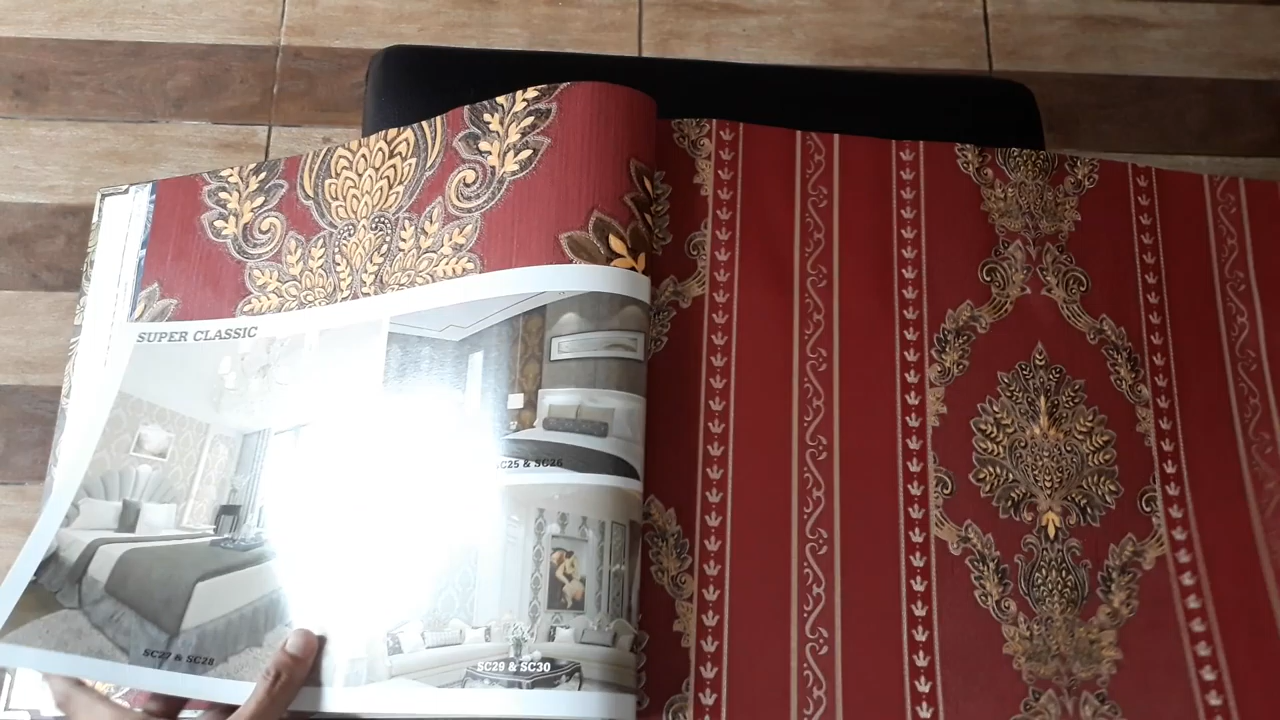 SUPER CLASSIC
SC25 & SC26
SC27 & SC28
SC29 & SC30